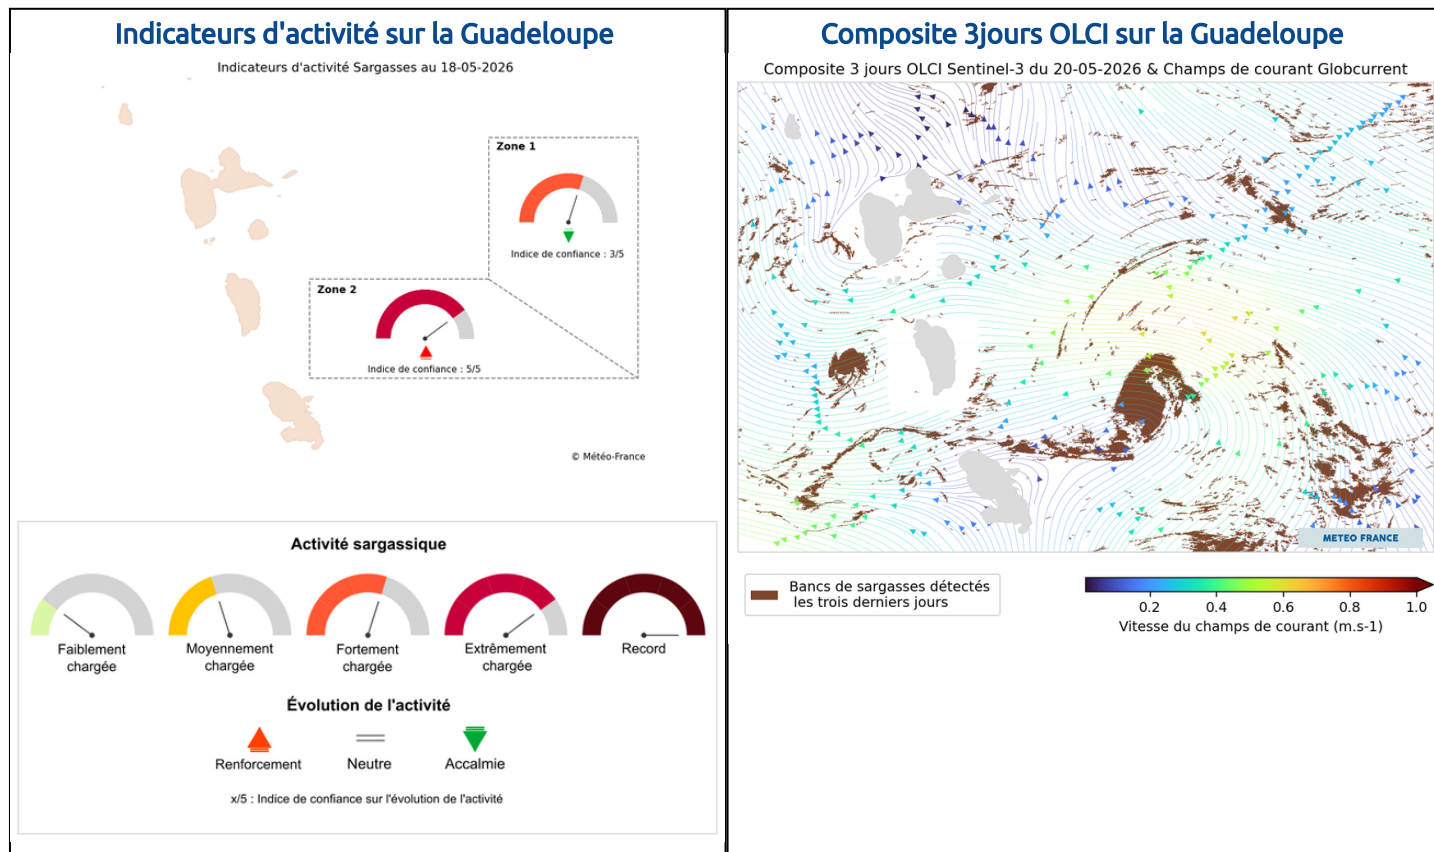 Indicateurs d'activité sur la Guadeloupe
Indicateurs d'activité Sargasses au 18-05-2026
Zone 1
Indice de confiance : 3/5
Zone 2
Indice de confiance : 5/5
© Météo-France
Activité sargassique
Faiblement
chargée
Moyennement
chargée
Fortement
chargée
Extrêmement
chargée
Record
Évolution de l'activité
Renforcement
Neutre
Accalmie
x/5 : Indice de confiance sur l'évolution de l'activité
Composite 3jours OLCI sur la Guadeloupe
Composite 3 jours OLCI Sentinel-3 du 20-05-2026 & Champs de courant Globcurrent
METEO FRANCE
Bancs de sargasses détectés
les trois derniers jours
0.2 0.4 0.6 0.8 1.0
Vitesse du champs de courant (m.s-1)